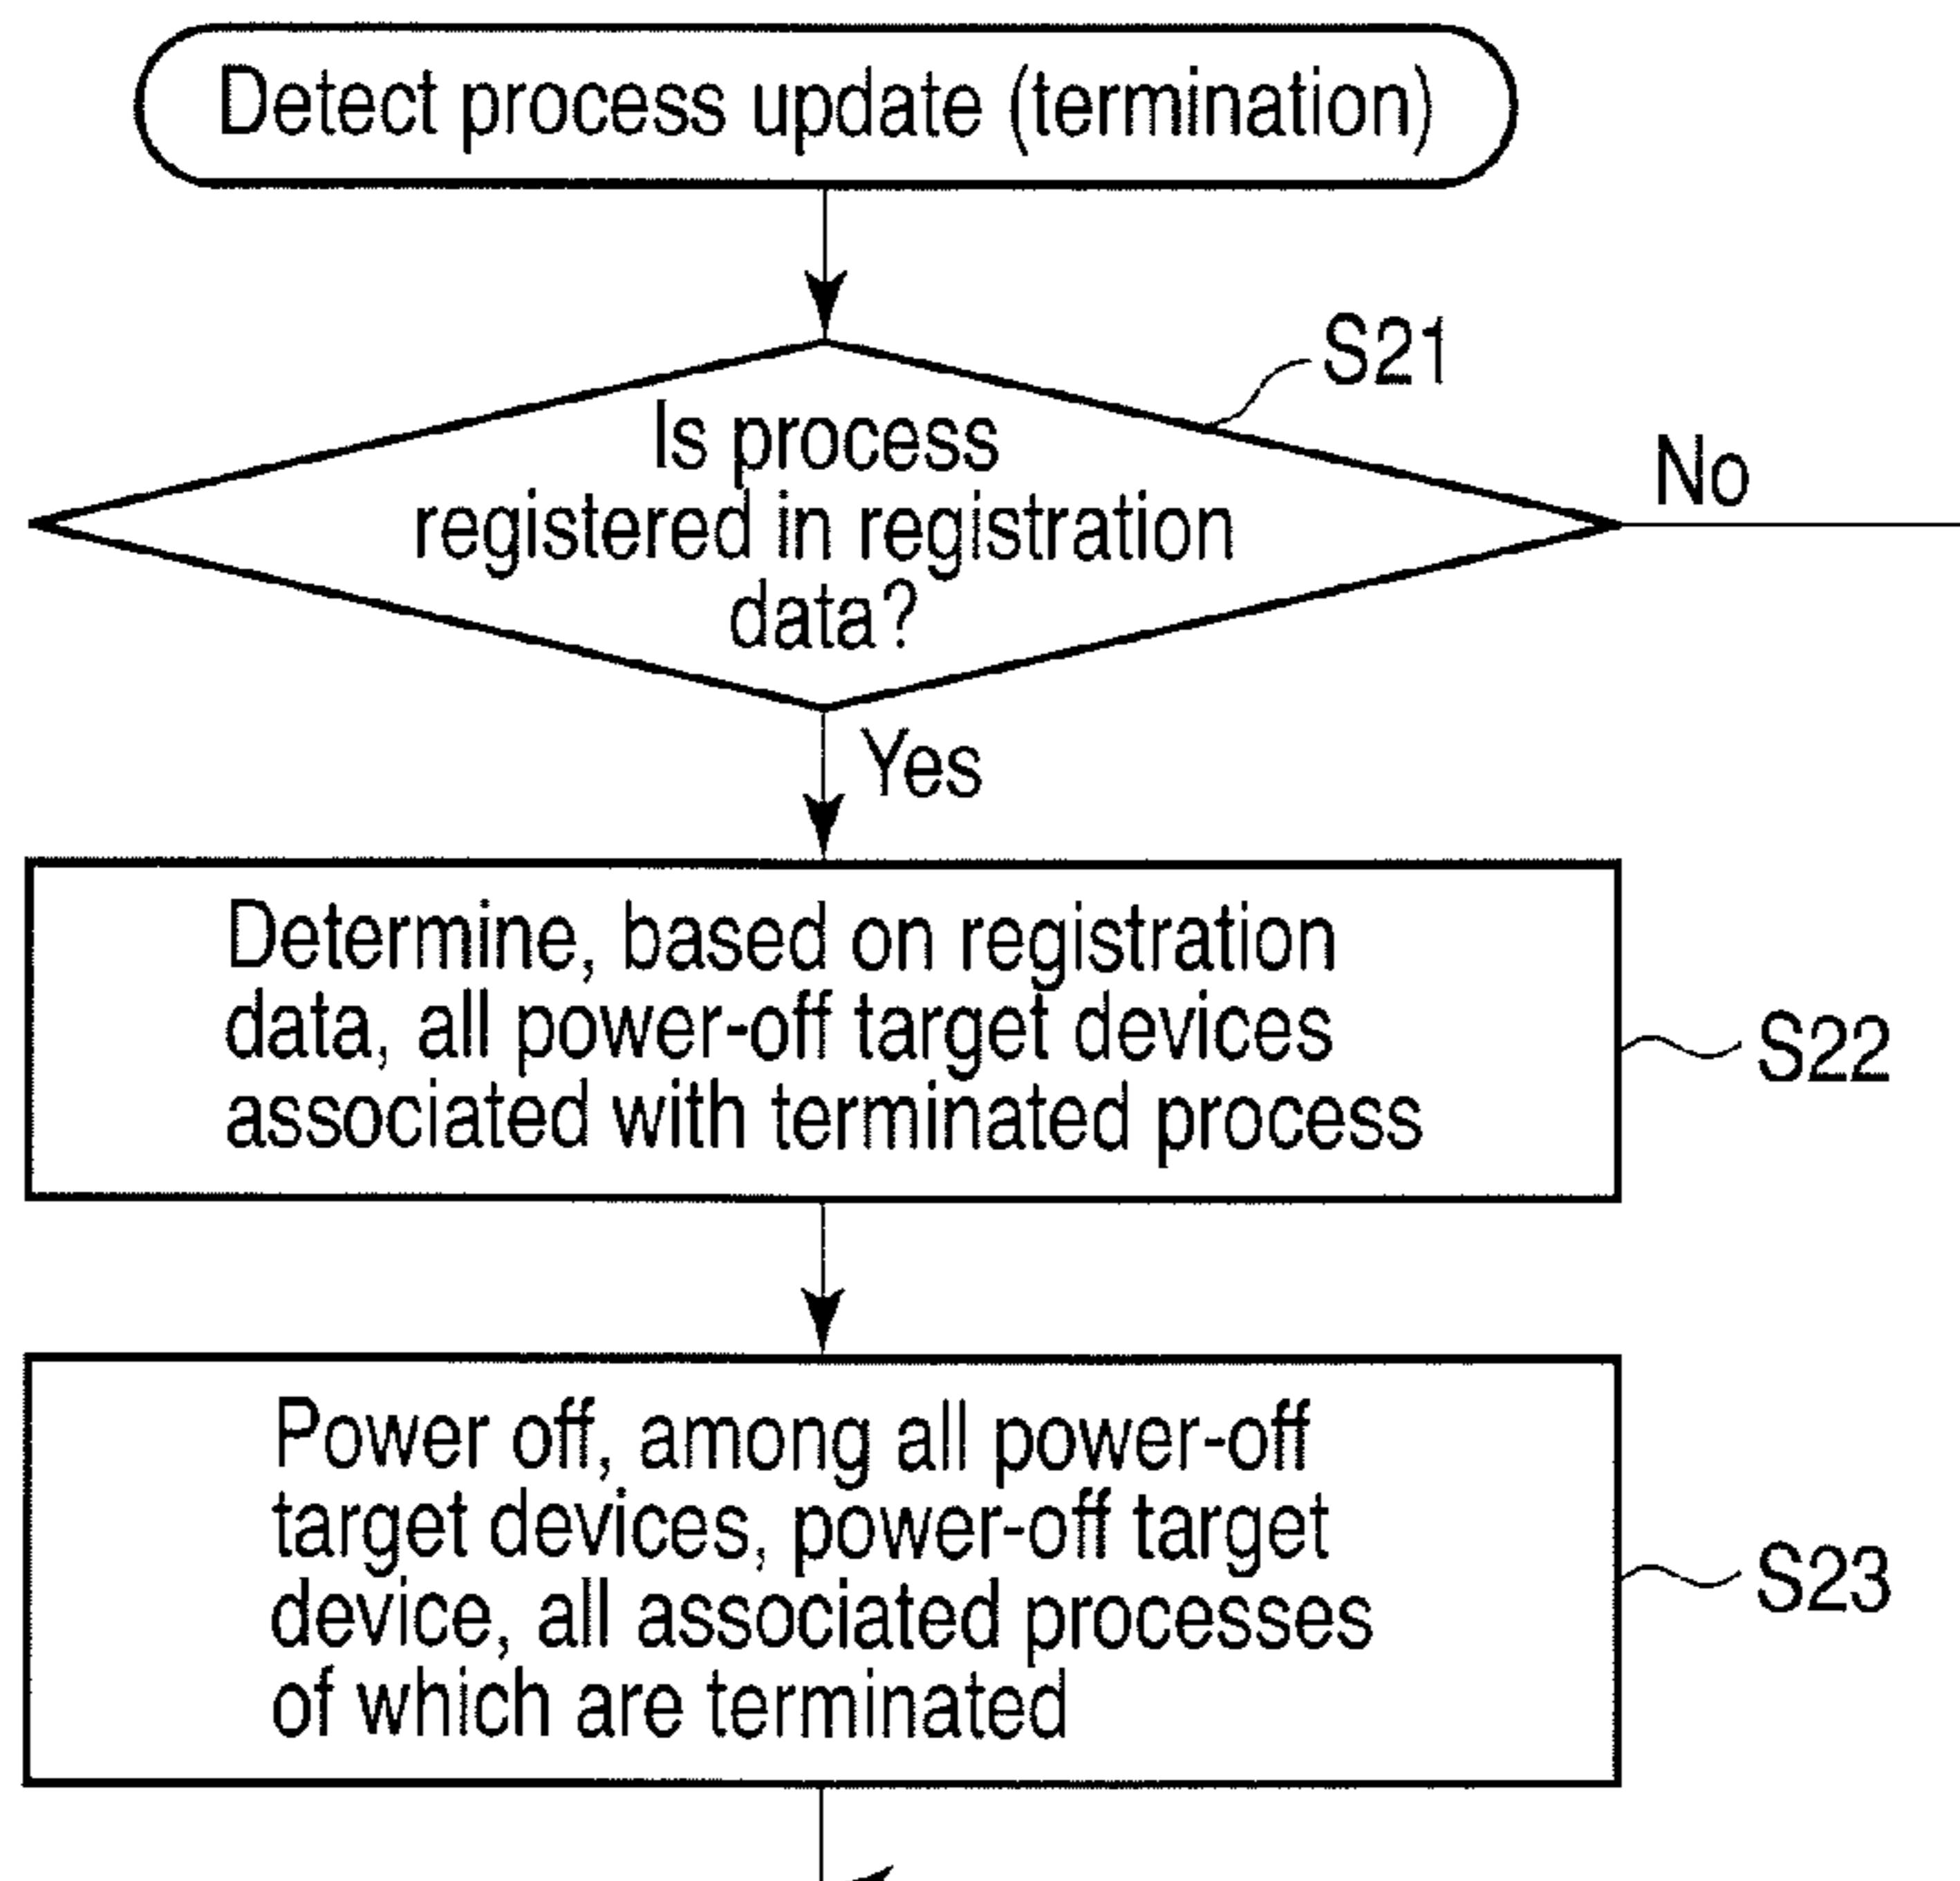 Detect process update (termination)
S21
Is process
registered in registration
data?
No
Yes
Determine, based on registration
data, all power-off target devices
associated with terminated process
S22
Power off, among all power-off
target devices, power-off target
device, all associated processes
of which are terminated
S23